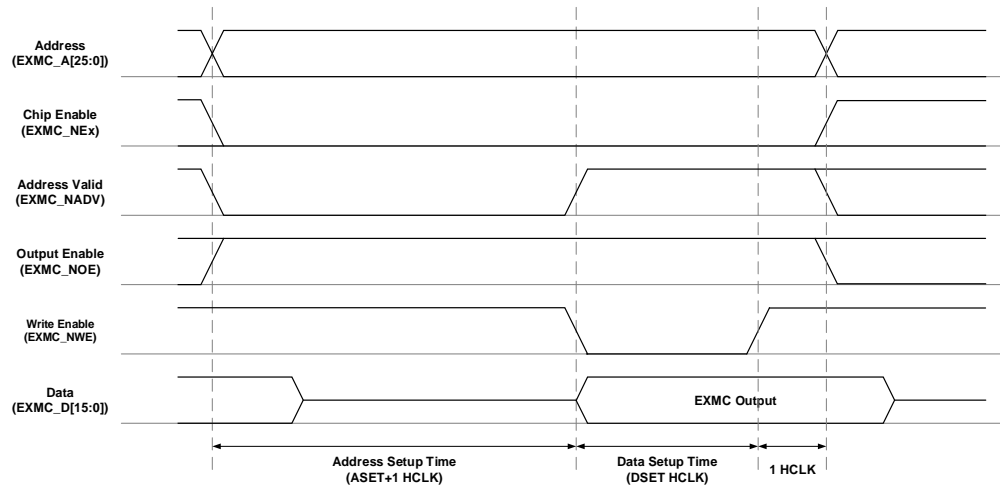 Address
(EXMC_A[25:0])
Chip Enable
(EXMC_NEx)
Address Valid
(EXMC_NADV)
Output Enable
(EXMC_NOE)
Write Enable
(EXMC_NWE)
Data
(EXMC_D[15:0])
EXMC Output
Address Setup Time
(ASET+1 HCLK)
Data Setup Time
(DSET HCLK)
1 HCLK